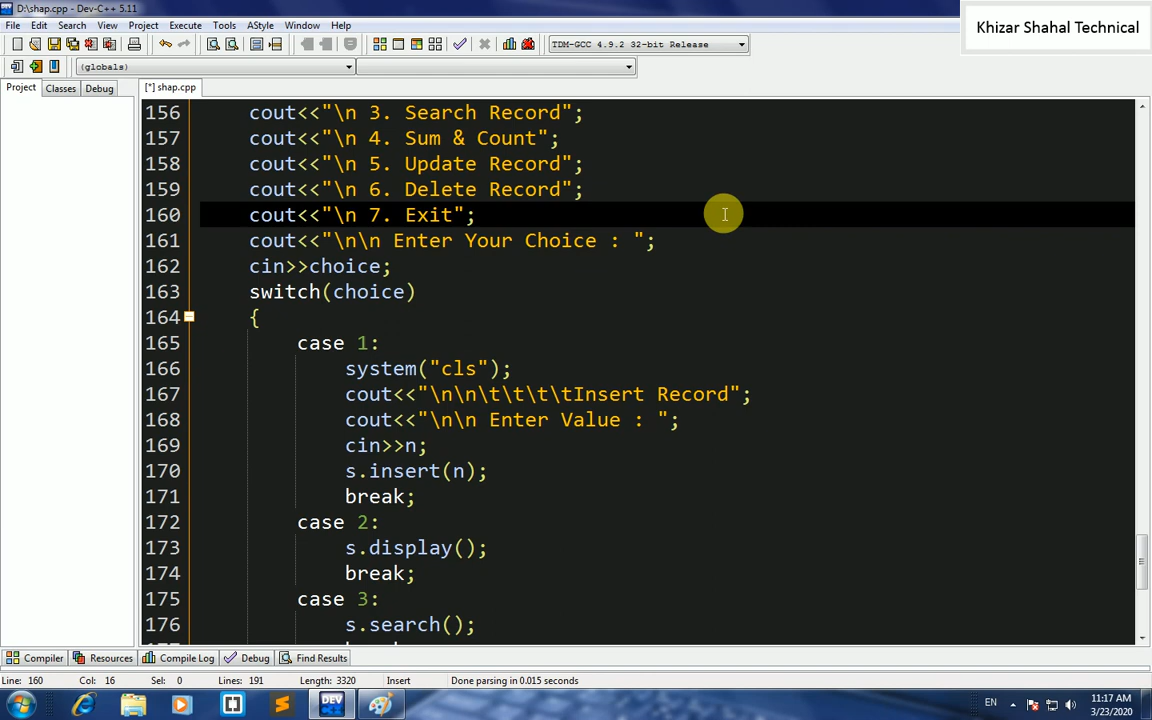 D:\shap.cpp - Dev-C++ 5.11
Khizar Shahal Technical
File Edit Search View Project Execute Tools AStyle Window Help
TDM-GCC 4.9.2 32-bit Release
(globals)
Project Classes Debug
[*] shap.cpp
156 cout<<"\n 3. Search Record";
157 cout<<"\n 4. Sum & Count";
158 cout<<"\n 5. Update Record";
159 cout<<"\n 6. Delete Record";
160 cout<<"\n 7. Exit";
161 cout<<"\n\n Enter Your Choice : ";
162 cin>>choice;
163 switch(choice)
164 {
165 case 1:
166 system("cls");
167 cout<<"\n\n\t\t\t\tInsert Record";
168 cout<<"\n\n Enter Value : ";
169 cin>>n;
170 s.insert(n);
171 break;
172 case 2:
173 s.display();
174 break;
175 case 3:
176 s.search();
Compiler Resources Compile Log Debug Find Results
Line: 160 Col: 16 Sel: 0 Lines: 191 Length: 3320 Insert Done parsing in 0.015 seconds
DEV
EN
11:17 AM
3/23/2020